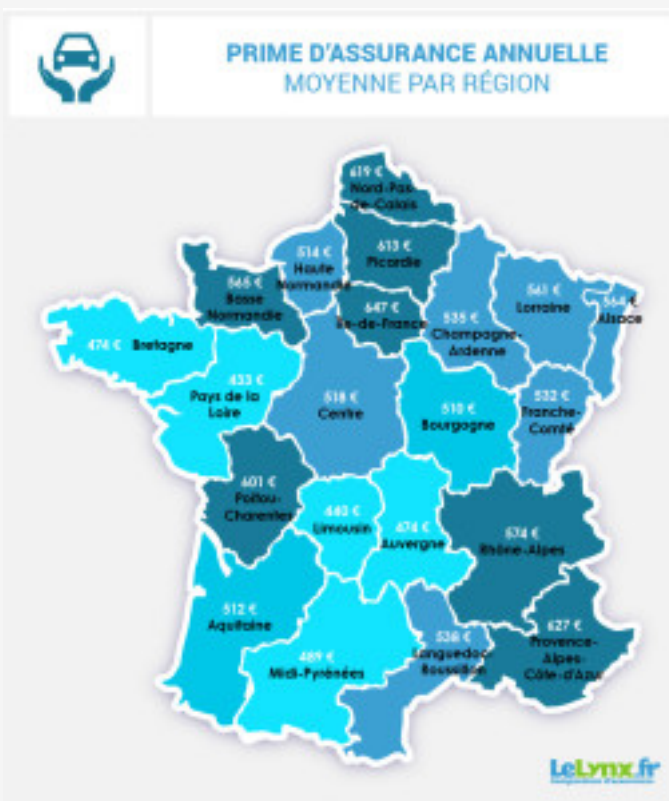 PRIME D'ASSURANCE ANNUELLE
MOYENNE PAR RÉGION
619 €
Nord-Pas-
de-Calais
613 €
Picardie
514 €
Haute
Normandie
565 €
Basse
Normandie
647 €
Île-de-France
535 €
Champagne-
Ardenne
561 €
Lorraine
564 €
Alsace
474 € Bretagne
433 €
Pays de la
Loire
518 €
Centre
510 €
Bourgogne
532 €
Franche-
Comté
601 €
Poitou-
Charentes
440 €
Limousin
474 €
Auvergne
574 €
Rhône-Alpes
512 €
Aquitaine
489 €
Midi-Pyrénées
538 €
Languedoc-
Roussillon
627 €
Provence-
Alpes-
Côte-d'Azur
LeLynx.fr